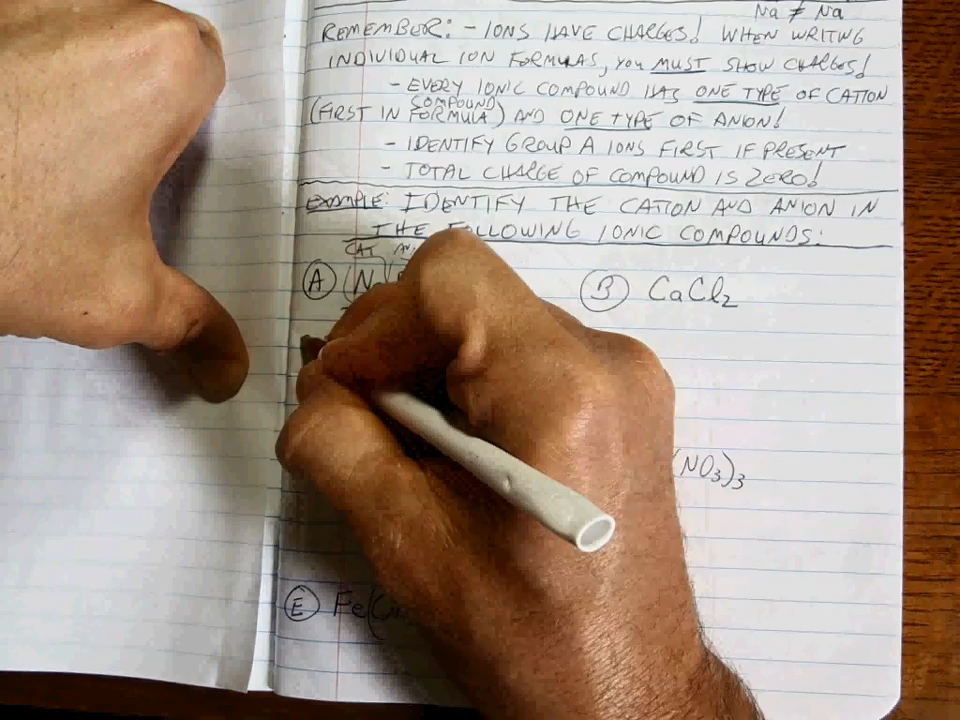 Na ≠ Na
REMEMBER: - IONS HAVE CHARGES! WHEN WRITING
INDIVIDUAL ION FORMULAS, YOU MUST SHOW CHARGES!
- EVERY IONIC COMPOUND HAS ONE TYPE OF CATION
COMPOUND
(FIRST IN FORMULA) AND ONE TYPE OF ANION!
- IDENTIFY GROUP A IONS FIRST IF PRESENT
- TOTAL CHARGE OF COMPOUND IS ZERO!
EXAMPLE: IDENTIFY THE CATION AND ANION IN
THE FOLLOWING IONIC COMPOUNDS:
CAT
A (Na B CaCl2
(NO3)3
E Fe(